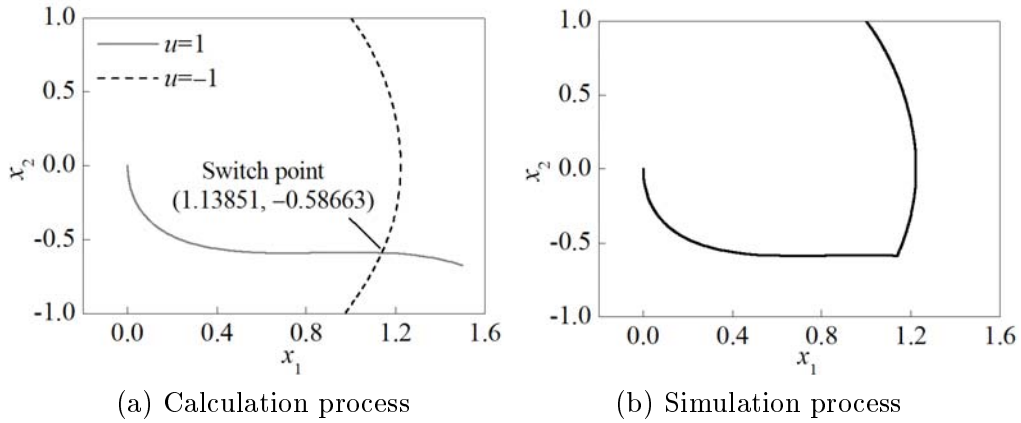 1.0
0.5
0.0
-0.5
-1.0
x2
u=1
u=–1
Switch point
(1.13851, –0.58663)
0.0 0.4 0.8 1.2 1.6
x1
(a) Calculation process
1.0
0.5
0.0
-0.5
-1.0
x2
0.0 0.4 0.8 1.2 1.6
x1
(b) Simulation process